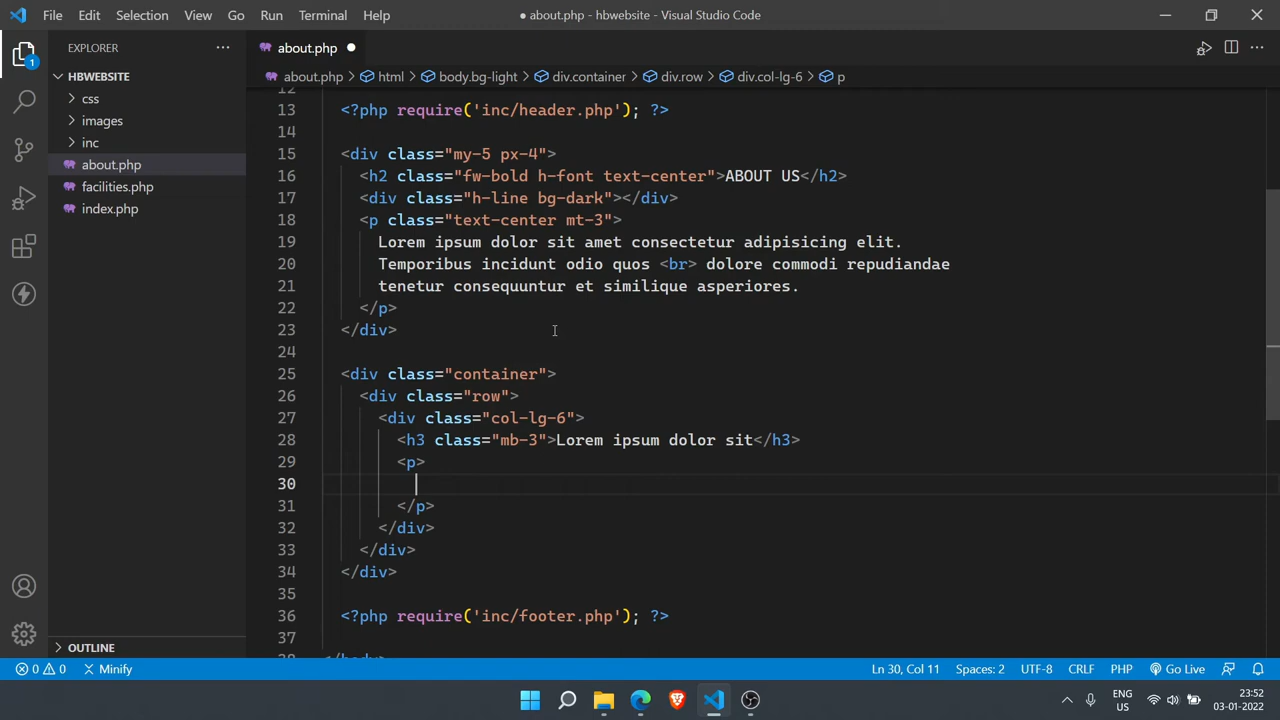 File Edit Selection View Go Run Terminal Help
● about.php - hbwebsite - Visual Studio Code
EXPLORER
about.php
HBWEBSITE
css
images
inc
about.php
facilities.php
index.php
OUTLINE
about.php > html > body.bg-light > div.container > div.row > div.col-lg-6 > p
12
13 <?php require('inc/header.php'); ?>
14
15 <div class="my-5 px-4">
16 <h2 class="fw-bold h-font text-center">ABOUT US</h2>
17 <div class="h-line bg-dark"></div>
18 <p class="text-center mt-3">
19 Lorem ipsum dolor sit amet consectetur adipisicing elit.
20 Temporibus incidunt odio quos <br> dolore commodi repudiandae
21 tenetur consequuntur et similique asperiores.
22 </p>
23 </div>
24
25 <div class="container">
26 <div class="row">
27 <div class="col-lg-6">
28 <h3 class="mb-3">Lorem ipsum dolor sit</h3>
29 <p>
30
31 </p>
32 </div>
33 </div>
34 </div>
35
36 <?php require('inc/footer.php'); ?>
37
38 </body>
1
0 0 Minify
Ln 30, Col 11 Spaces: 2 UTF-8 CRLF PHP Go Live
ENG
US
23:52
03-01-2022